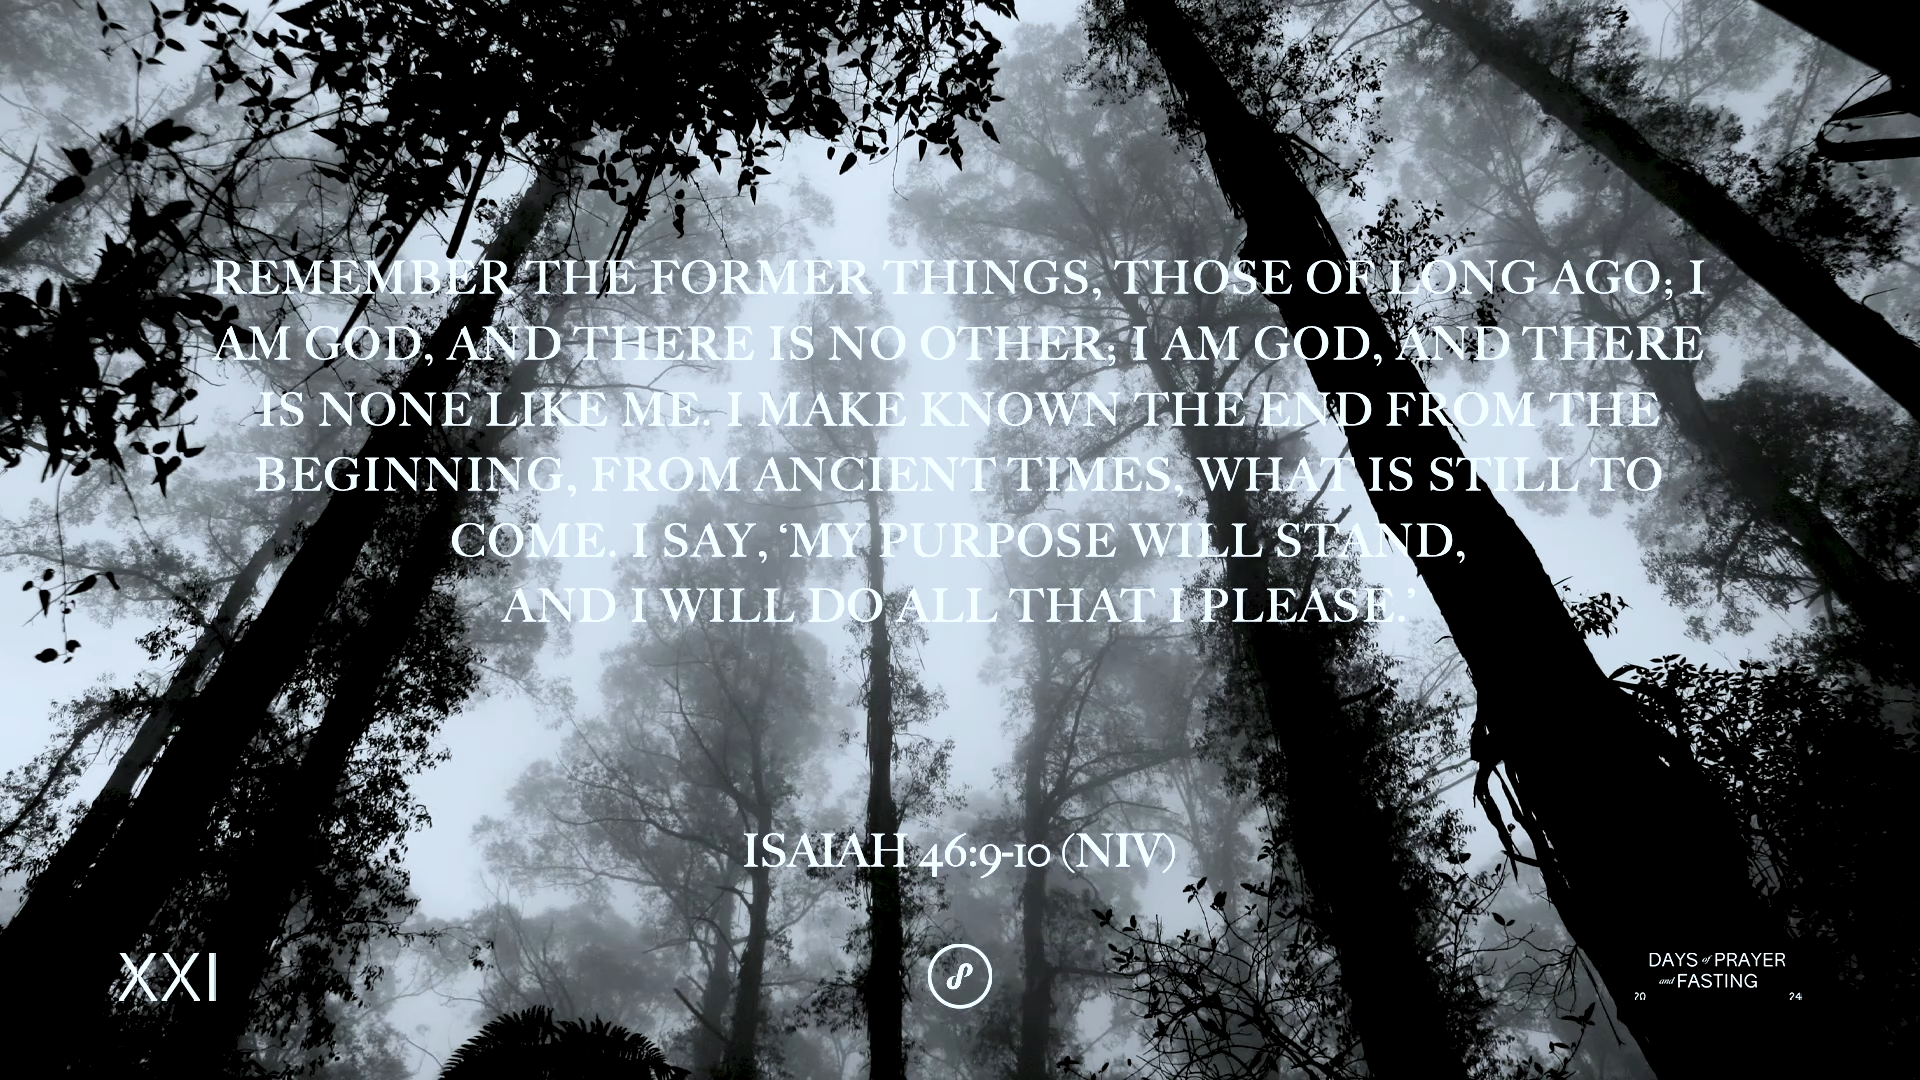 REMEMBER THE FORMER THINGS, THOSE OF LONG AGO; I
AM GOD, AND THERE IS NO OTHER; I AM GOD, AND THERE
IS NONE LIKE ME. I MAKE KNOWN THE END FROM THE
BEGINNING, FROM ANCIENT TIMES, WHAT IS STILL TO
COME. I SAY, ‘MY PURPOSE WILL STAND,
AND I WILL DO ALL THAT I PLEASE.’
ISAIAH 46:9-10 (NIV)
XXI
DAYS of PRAYER
and FASTING
20 24